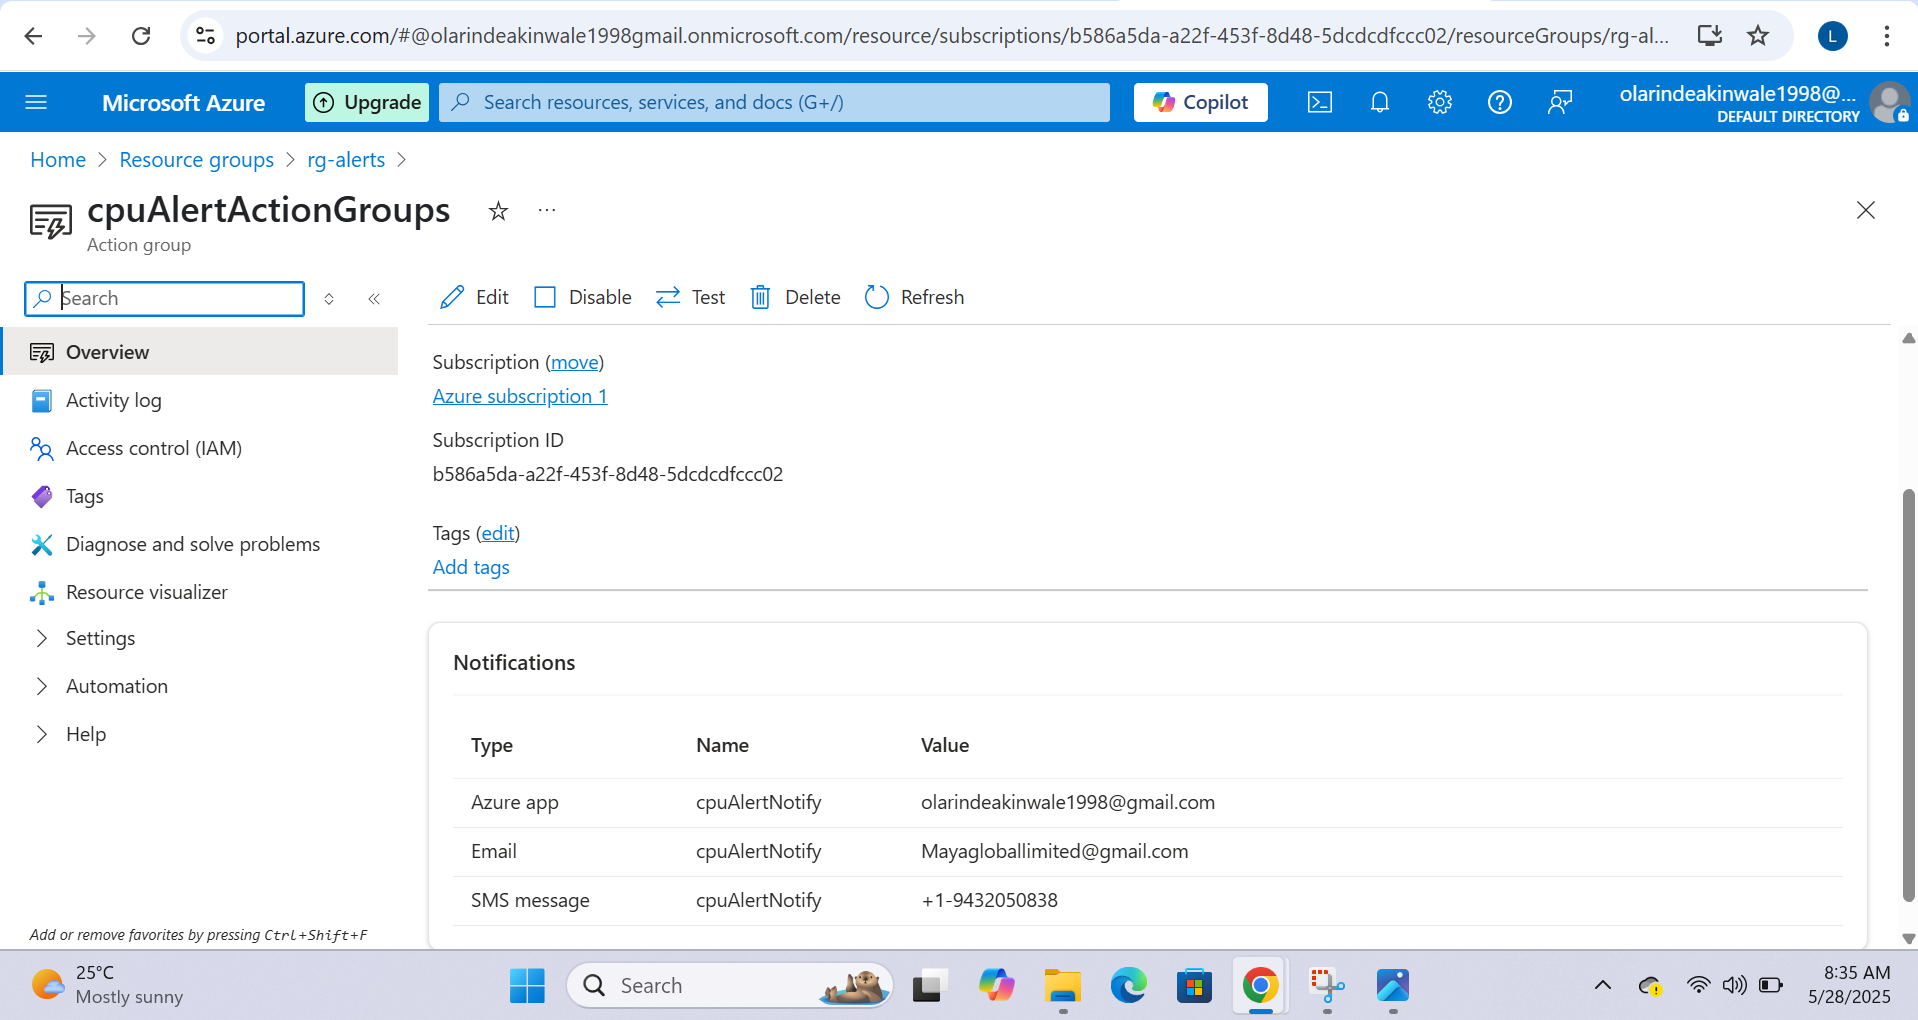 portal.azure.com/#@olarindeakinwale1998gmail.onmicrosoft.com/resource/subscriptions/b586a5da-a22f-453f-8d48-5dcdcdfccc02/resourceGroups/rg-al...
L
Microsoft Azure
Upgrade
Search resources, services, and docs (G+/)
Copilot
olarindeakinwale1998@...
DEFAULT DIRECTORY
Home > Resource groups > rg-alerts >
cpuAlertActionGroups
Action group
Search
Edit
Disable
Test
Delete
Refresh
Overview
Activity log
Access control (IAM)
Tags
Diagnose and solve problems
Resource visualizer
Settings
Automation
Help
Add or remove favorites by pressing Ctrl+Shift+F
Subscription (move)
Azure subscription 1
Subscription ID
b586a5da-a22f-453f-8d48-5dcdcdfccc02
Tags (edit)
Add tags
Notifications
Type Name Value
Azure app cpuAlertNotify olarindeakinwale1998@gmail.com
Email cpuAlertNotify Mayagloballimited@gmail.com
SMS message cpuAlertNotify +1-9432050838
25°C
Mostly sunny
Search
8:35 AM
5/28/2025